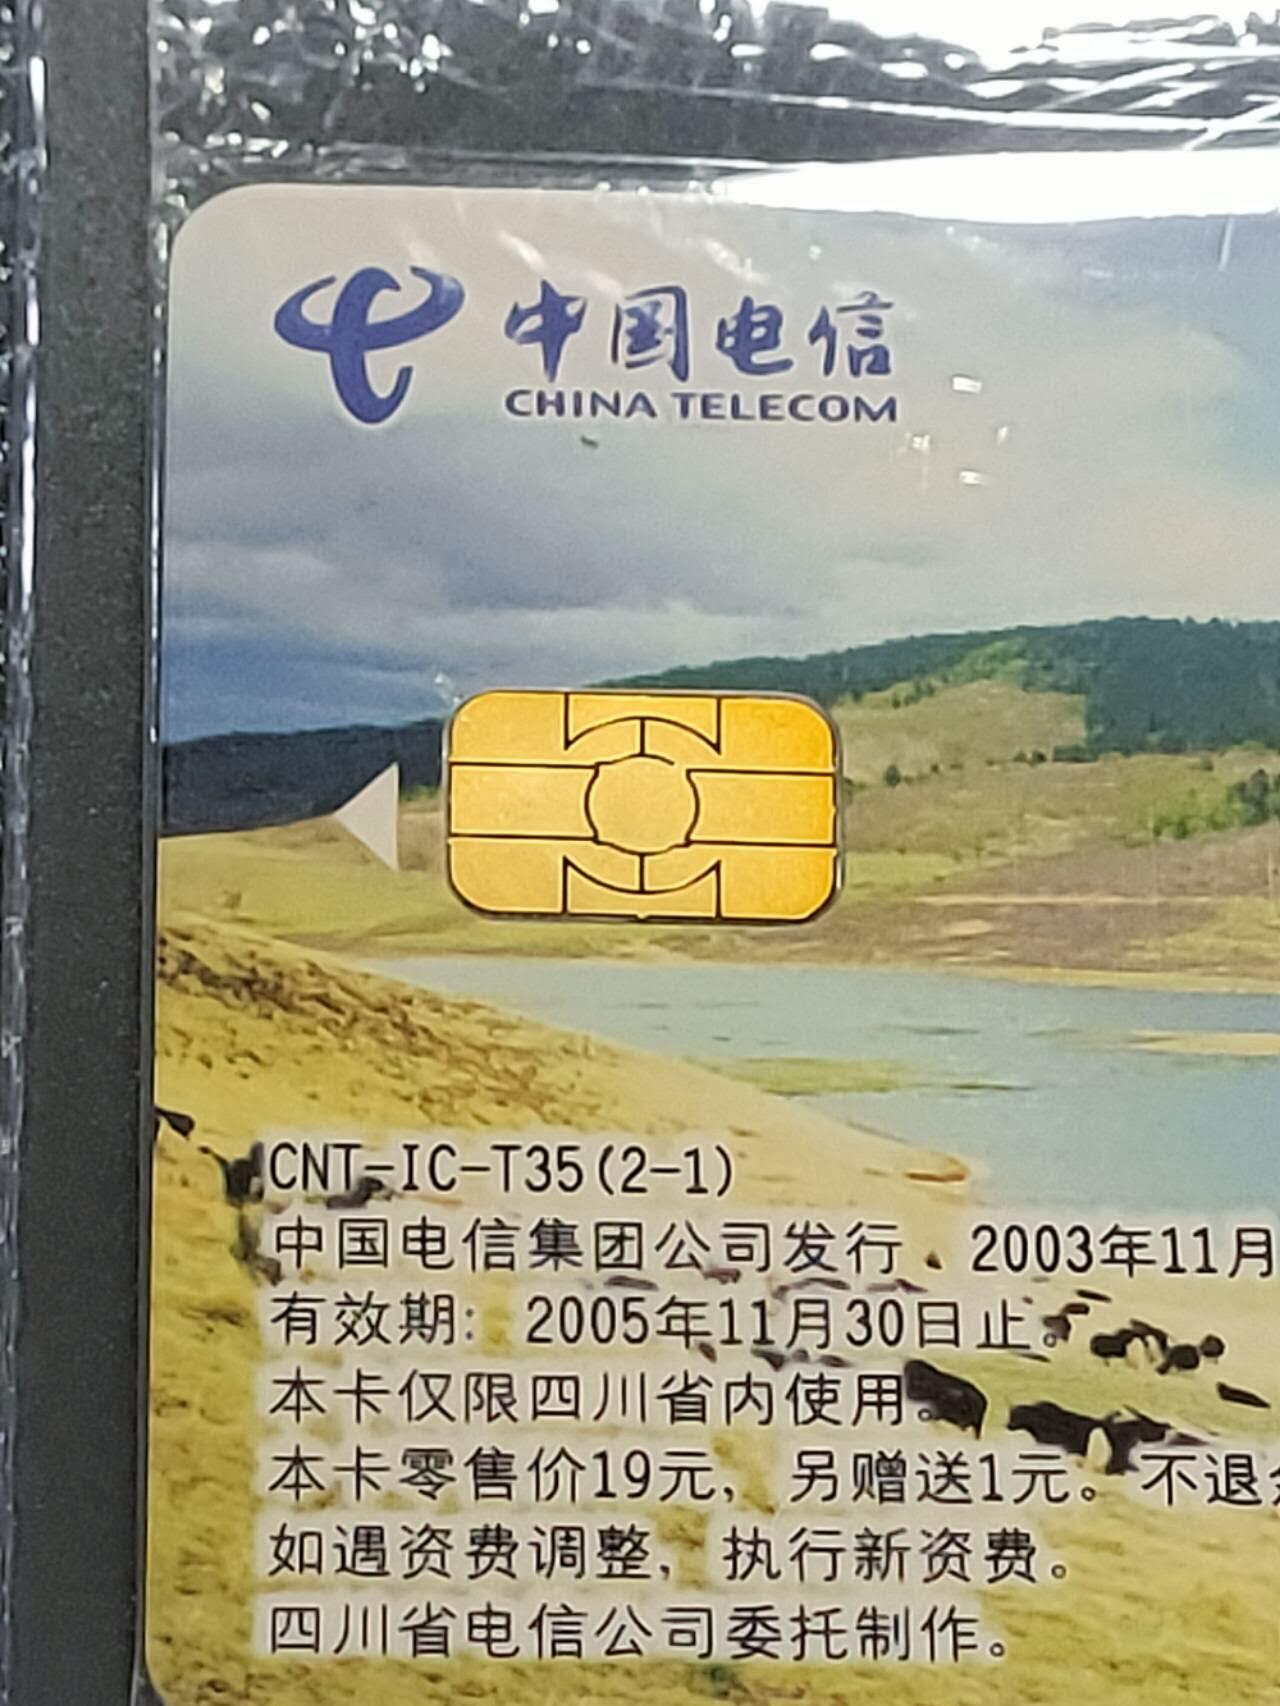 中国电信
CHINA TELECOM
CNT-IC-T35(2-1)
中国电信集团公司发行、2003年11月
有效期：2005年11月30日止。
本卡仅限四川省内使用。
本卡零售价19元，另赠送1元。不退
如遇资费调整，执行新资费。
四川省电信公司委托制作。